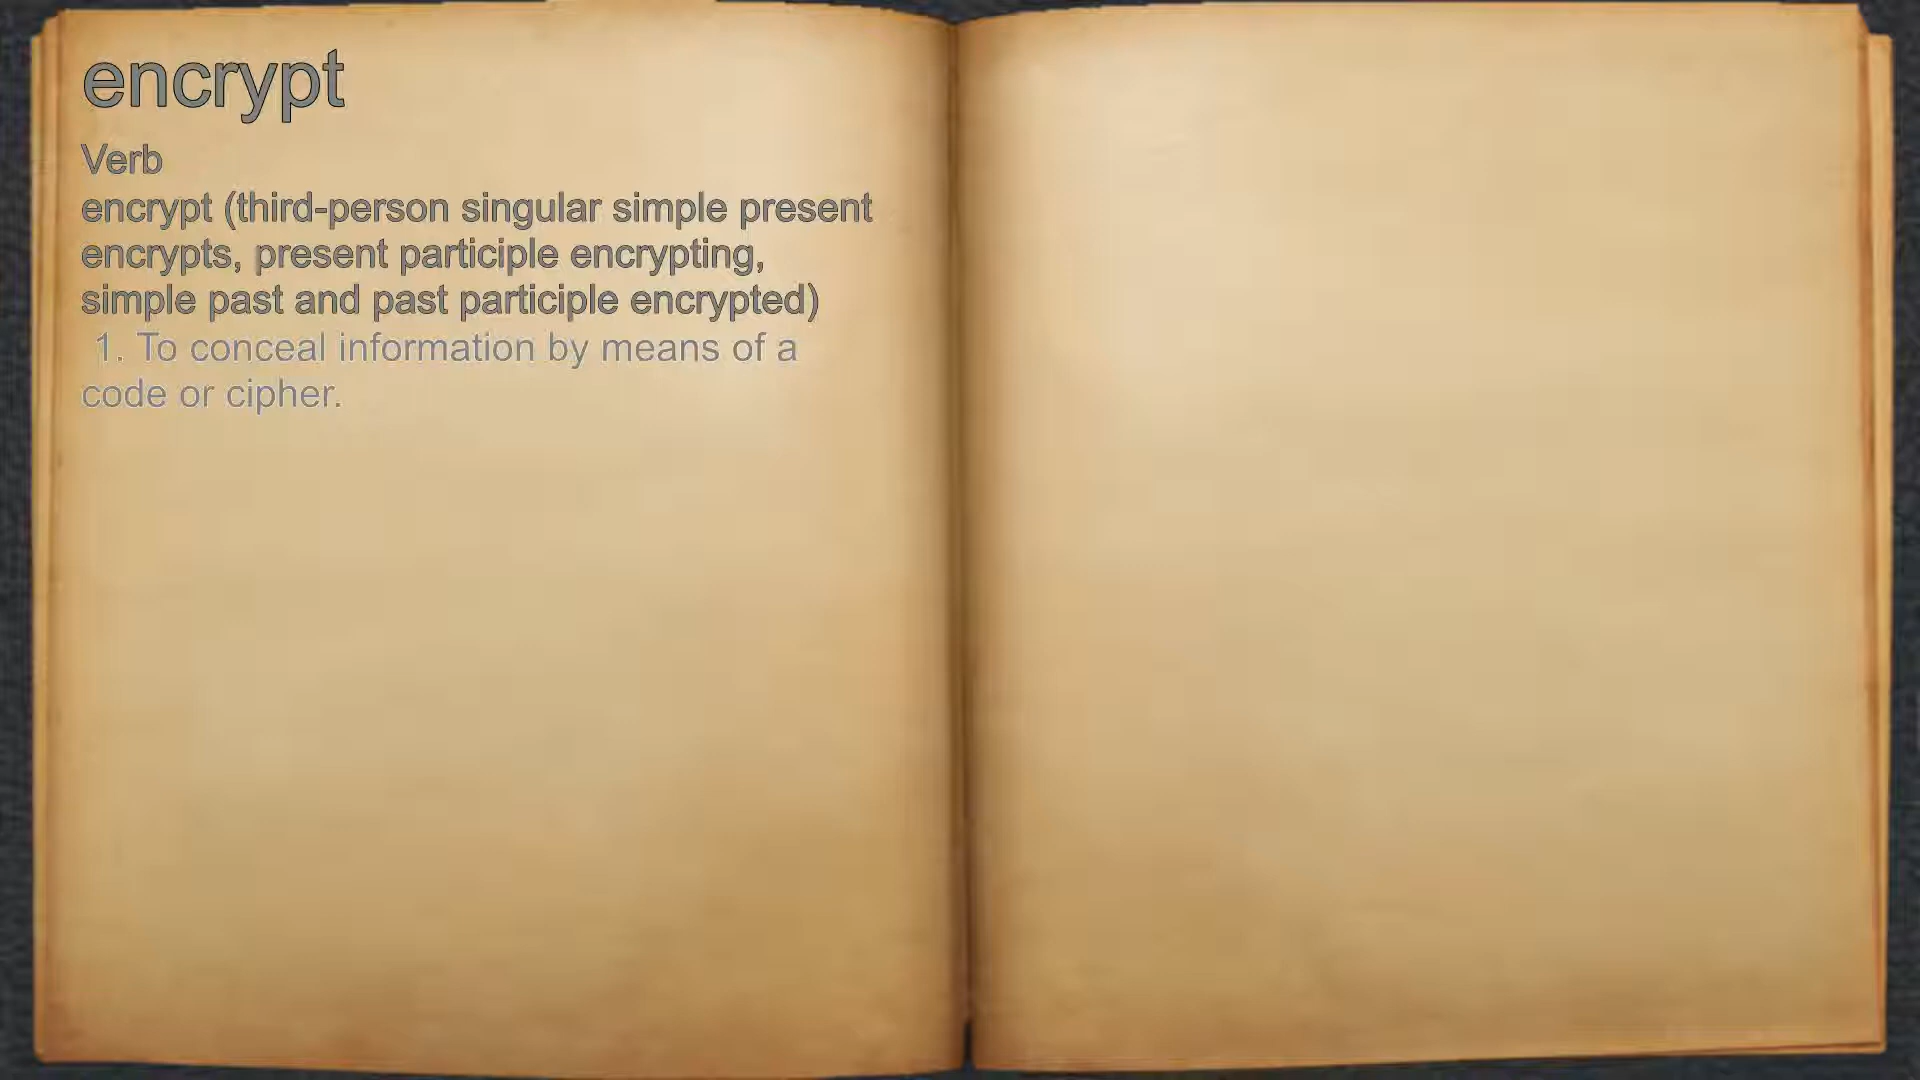 encrypt
Verb
encrypt (third-person singular simple present
encrypts, present participle encrypting,
simple past and past participle encrypted)
1. To conceal information by means of a
code or cipher.